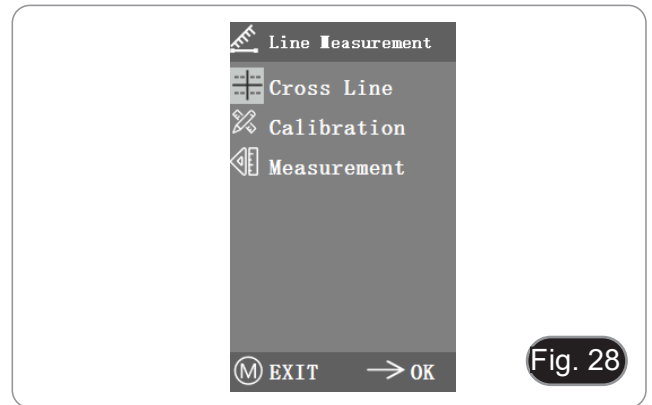 Line Measurement
Cross Line
Calibration
Measurement
M EXIT → OK
Fig. 28